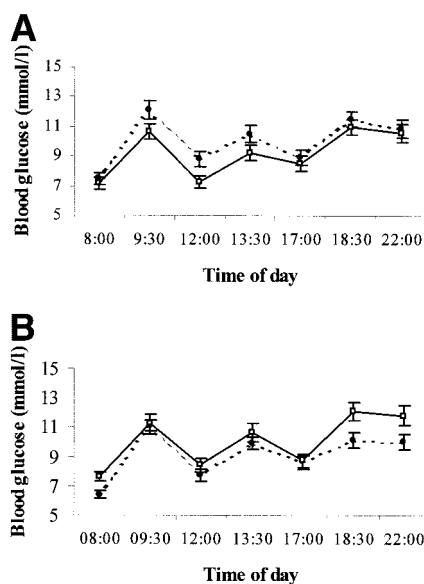 A
Blood glucose (mmol/l)
15
13
11
9
7
5
8:00 9:30 12:00 13:30 17:00 18:30 22:00
Time of day
B
Blood glucose (mmol/l)
15
13
11
9
7
5
08:00 09:30 12:00 13:30 17:00 18:30 22:00
Time of day